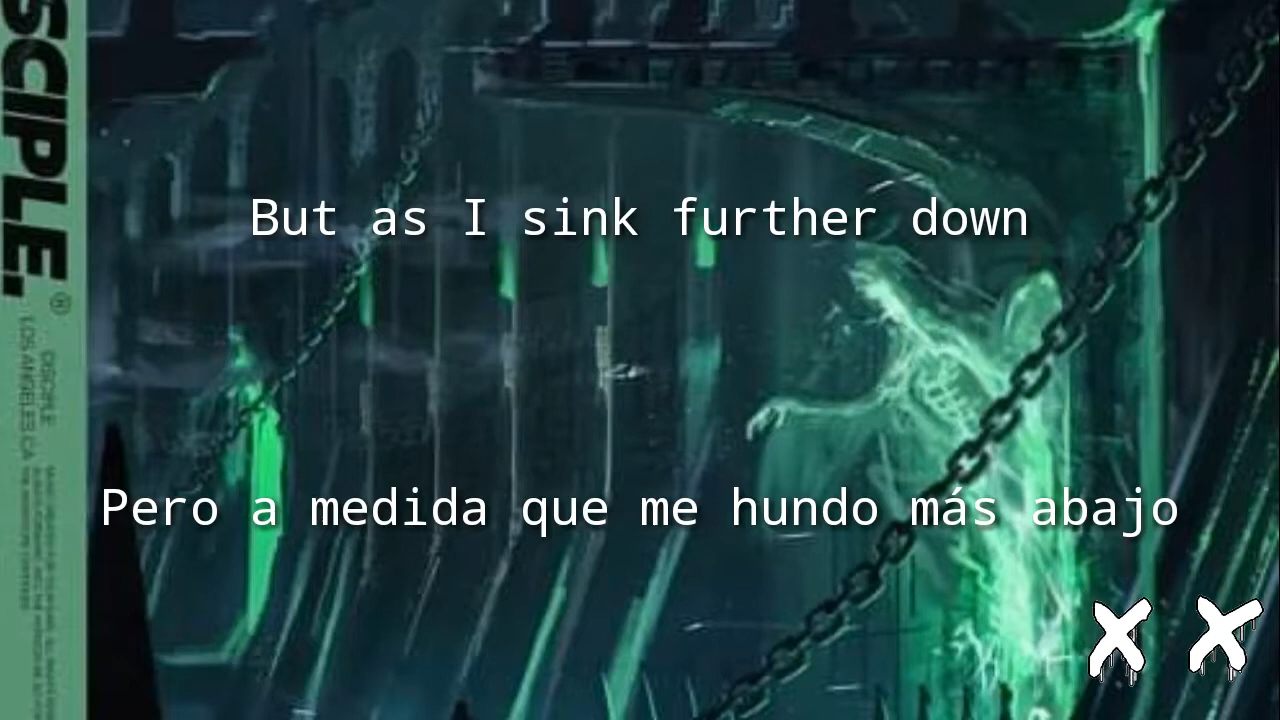 SCIPLE.
®
DISCIPLE
LOS ANGELES CA
But as I sink further down
Pero a medida que me hundo más abajo